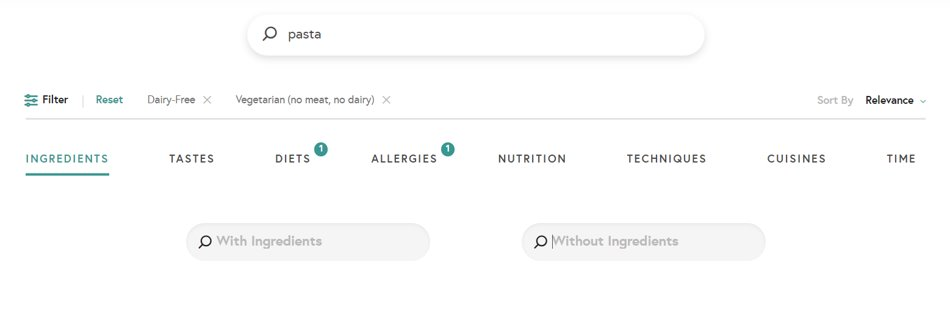 pasta
Filter | Reset Dairy-Free × Vegetarian (no meat, no dairy) × Sort By Relevance
INGREDIENTS TASTES DIETS 1 ALLERGIES 1 NUTRITION TECHNIQUES CUISINES TIME
With Ingredients Without Ingredients